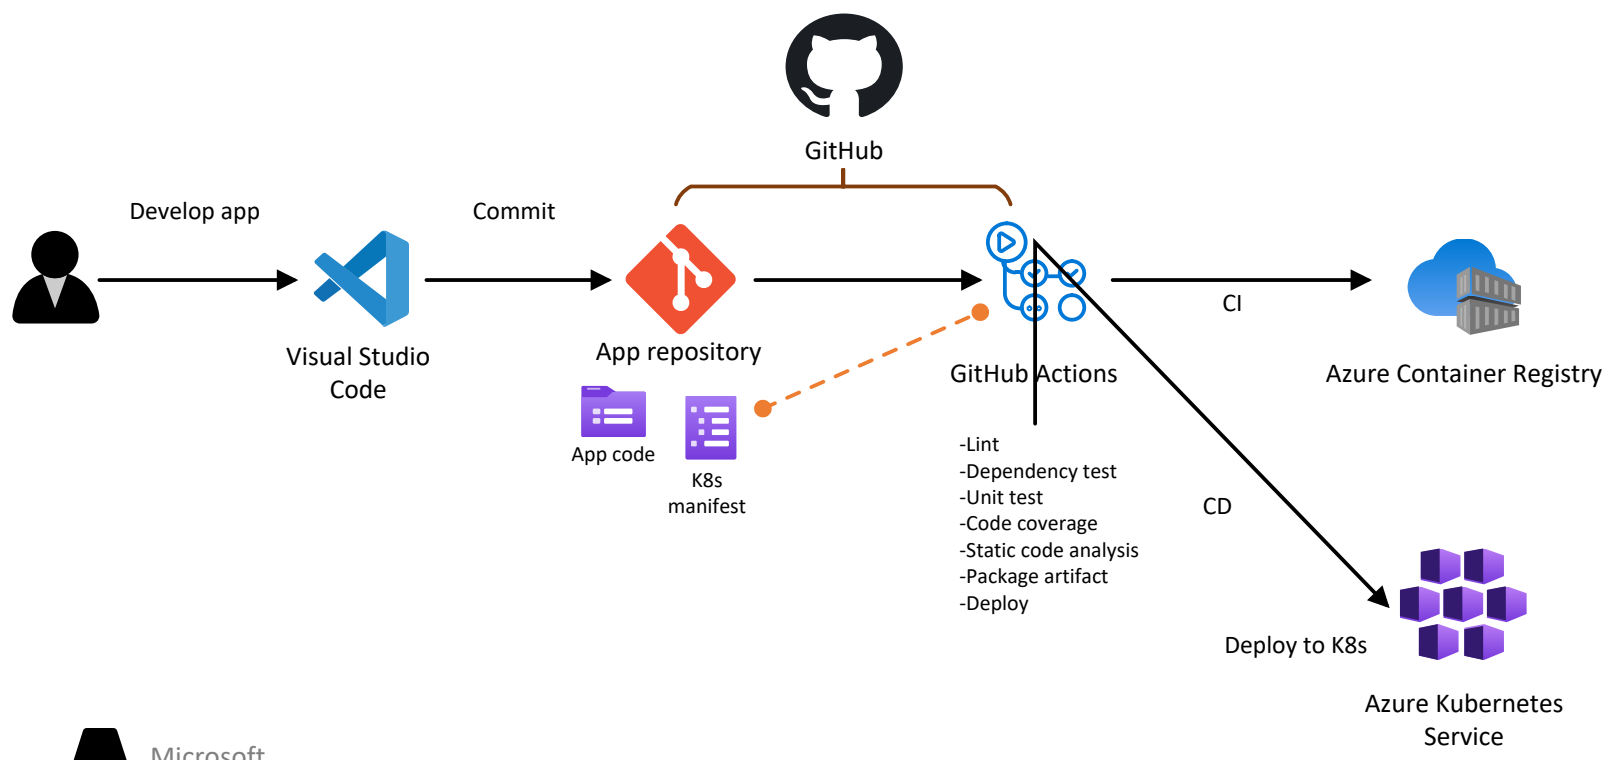 GitHub
Develop app
Commit
Visual Studio
Code
App repository
App code
K8s
manifest
GitHub Actions
-Lint
-Dependency test
-Unit test
-Code coverage
-Static code analysis
-Package artifact
-Deploy
CI
Azure Container Registry
CD
Deploy to K8s
Azure Kubernetes
Service
Microsoft